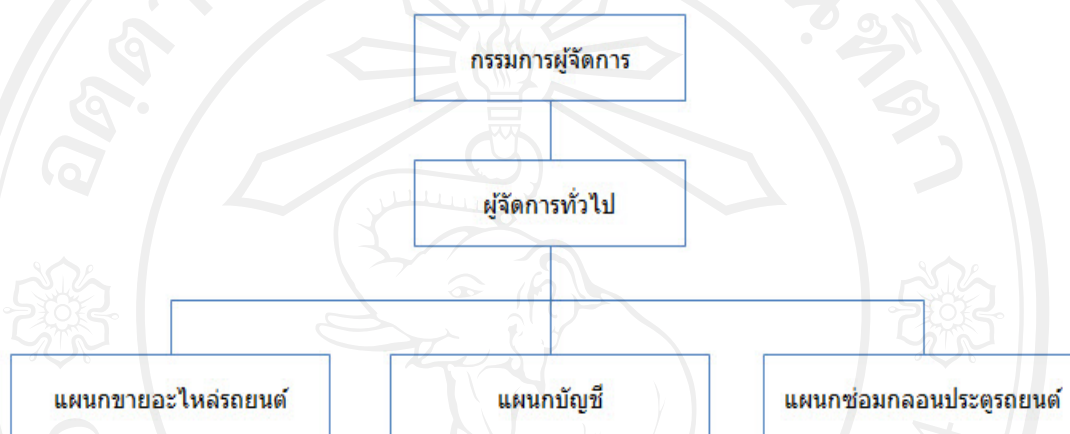 กรรมการผู้จัดการ
ผู้จัดการทั่วไป
แผนกขายอะไหล่รถยนต์
แผนกบัญชี
แผนกซ่อมกลอนประตูรถยนต์